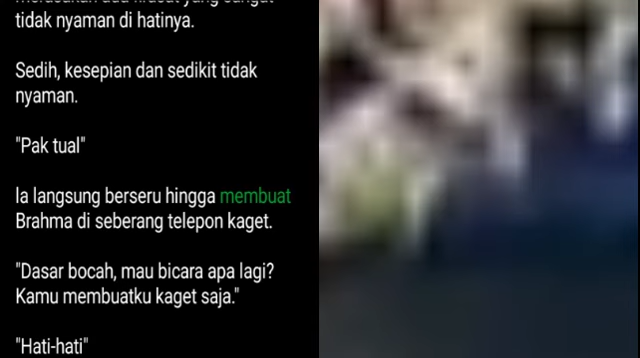 tidak nyaman di hatinya.
Sedih, kesepian dan sedikit tidak
nyaman.
"Pak tual"
Ia langsung berseru hingga membuat
Brahma di seberang telepon kaget.
"Dasar bocah, mau bicara apa lagi?
Kamu membuatku kaget saja."
"Hati-hati"